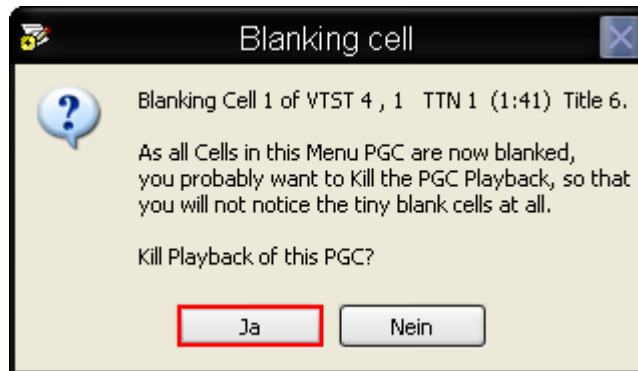 Blanking cell
Blanking Cell 1 of VTST 4 , 1 TTN 1 (1:41) Title 6.
As all Cells in this Menu PGC are now blanked,
you probably want to Kill the PGC Playback, so that
you will not notice the tiny blank cells at all.
Kill Playback of this PGC?
Ja
Nein